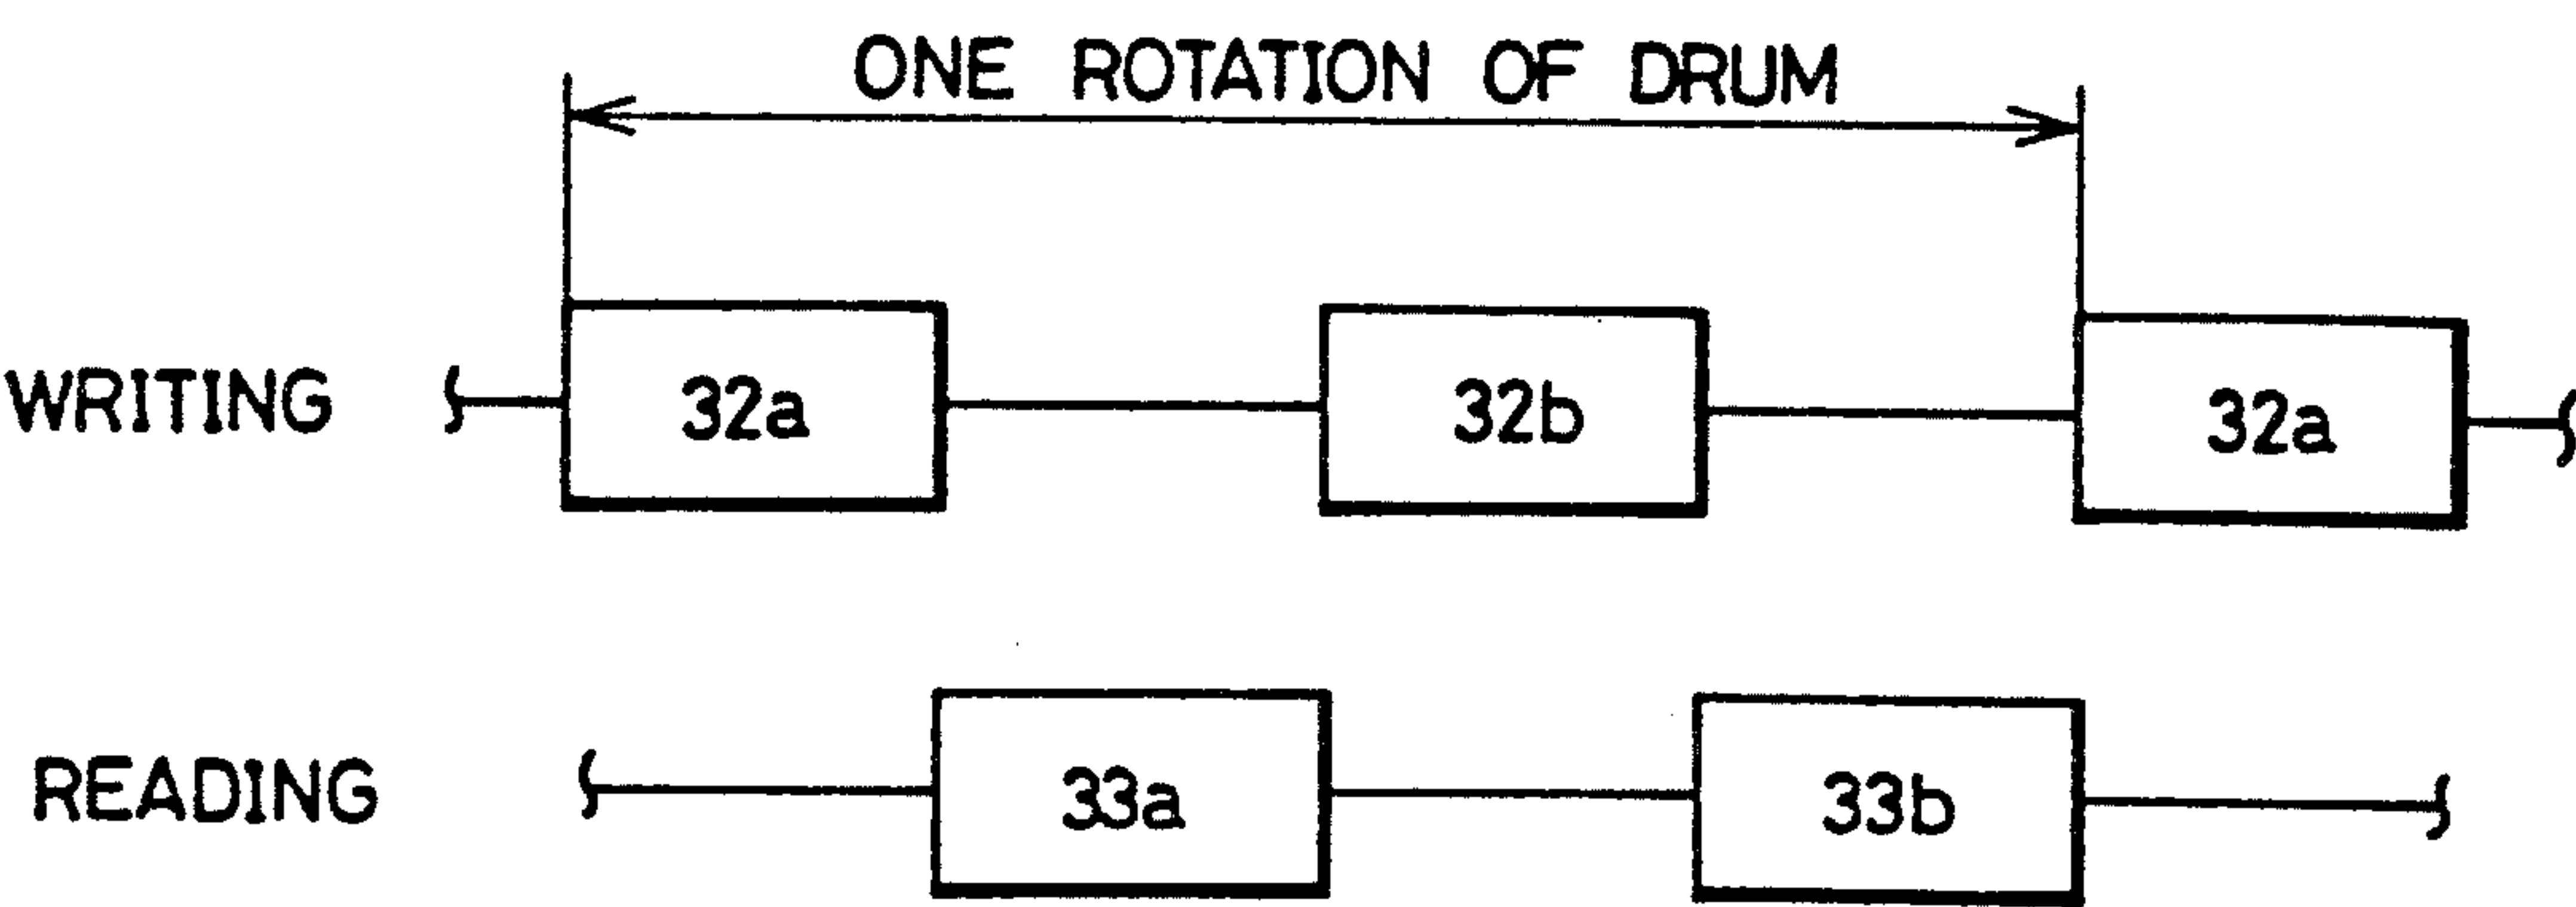 ONE ROTATION OF DRUM
WRITING 32a 32b 32a
READING 33a 33b